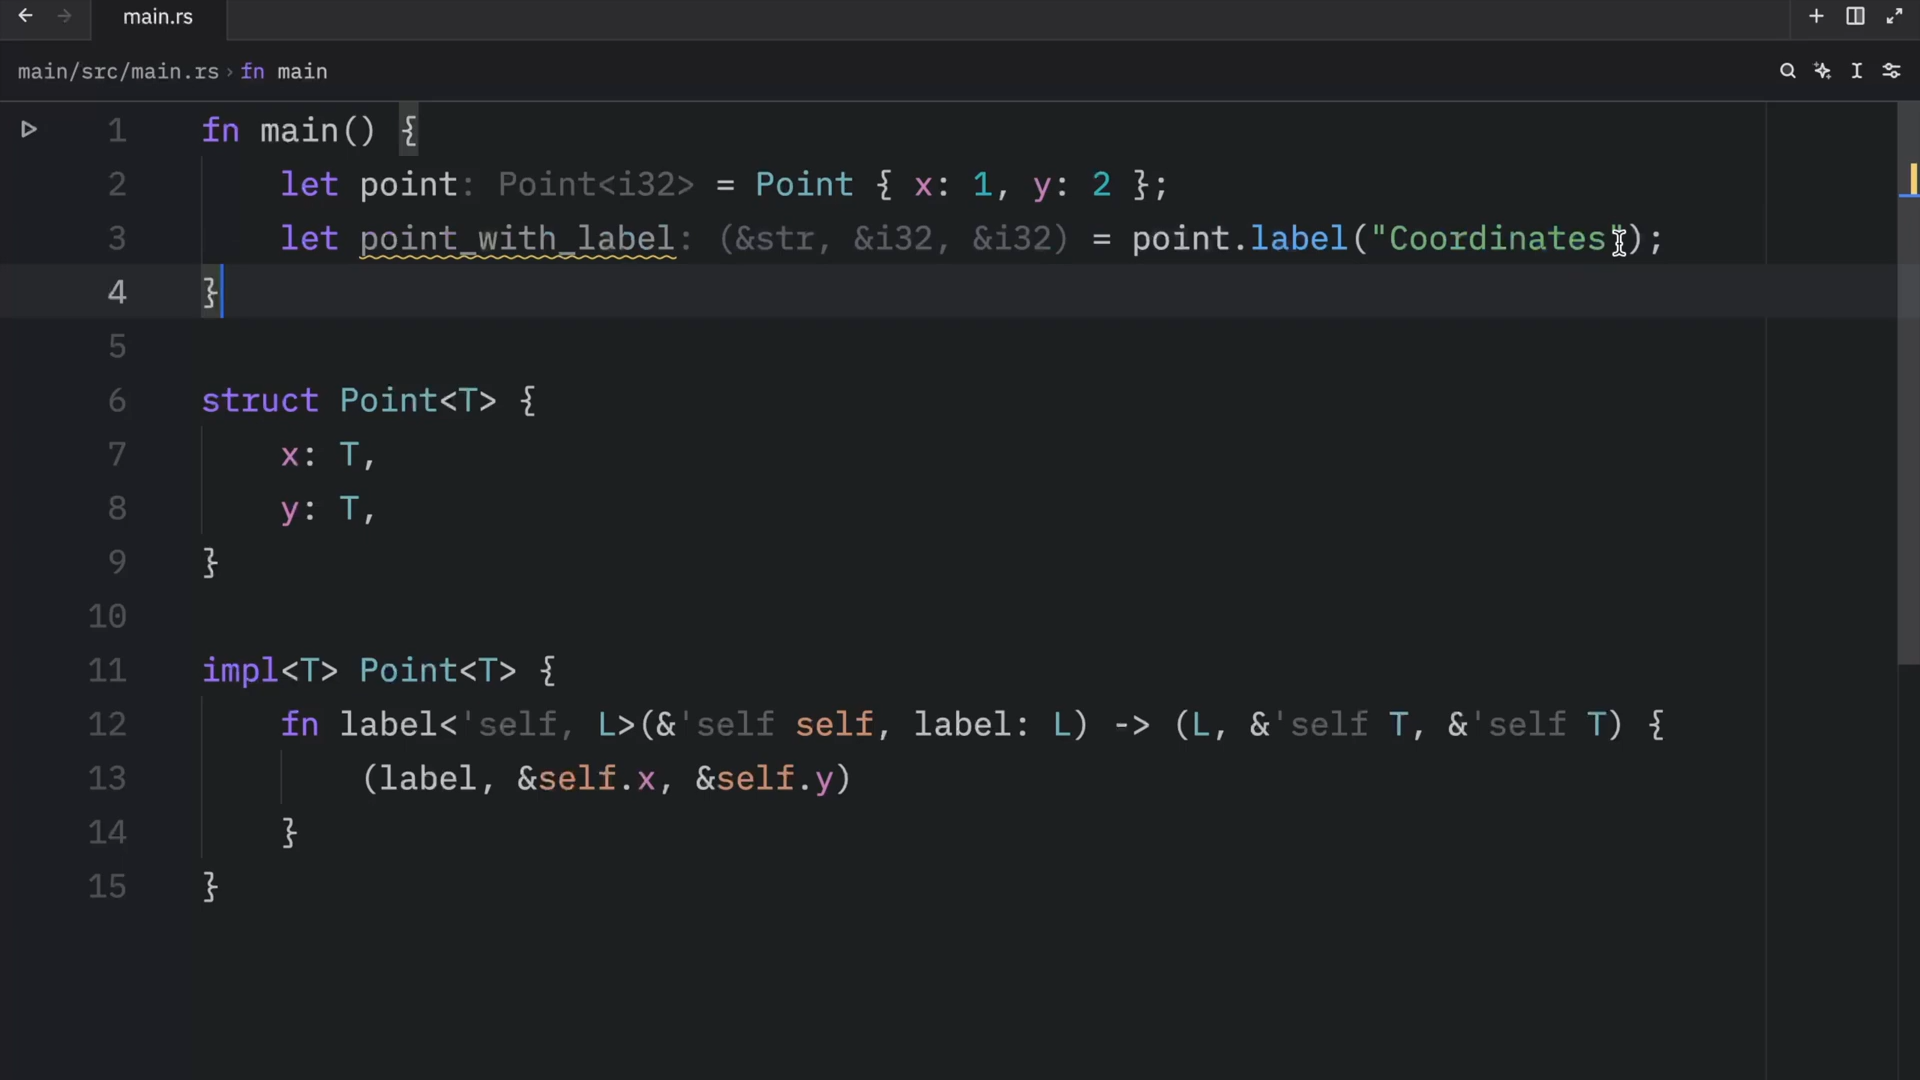 main.rs
main/src/main.rs › fn main
1 fn main() {
2 let point: Point<i32> = Point { x: 1, y: 2 };
3 let point_with_label: (&str, &i32, &i32) = point.label("Coordinates");
4 }
5
6 struct Point<T> {
7 x: T,
8 y: T,
9 }
10
11 impl<T> Point<T> {
12 fn label<'self, L>(&'self self, label: L) -> (L, &'self T, &'self T) {
13 (label, &self.x, &self.y)
14 }
15 }